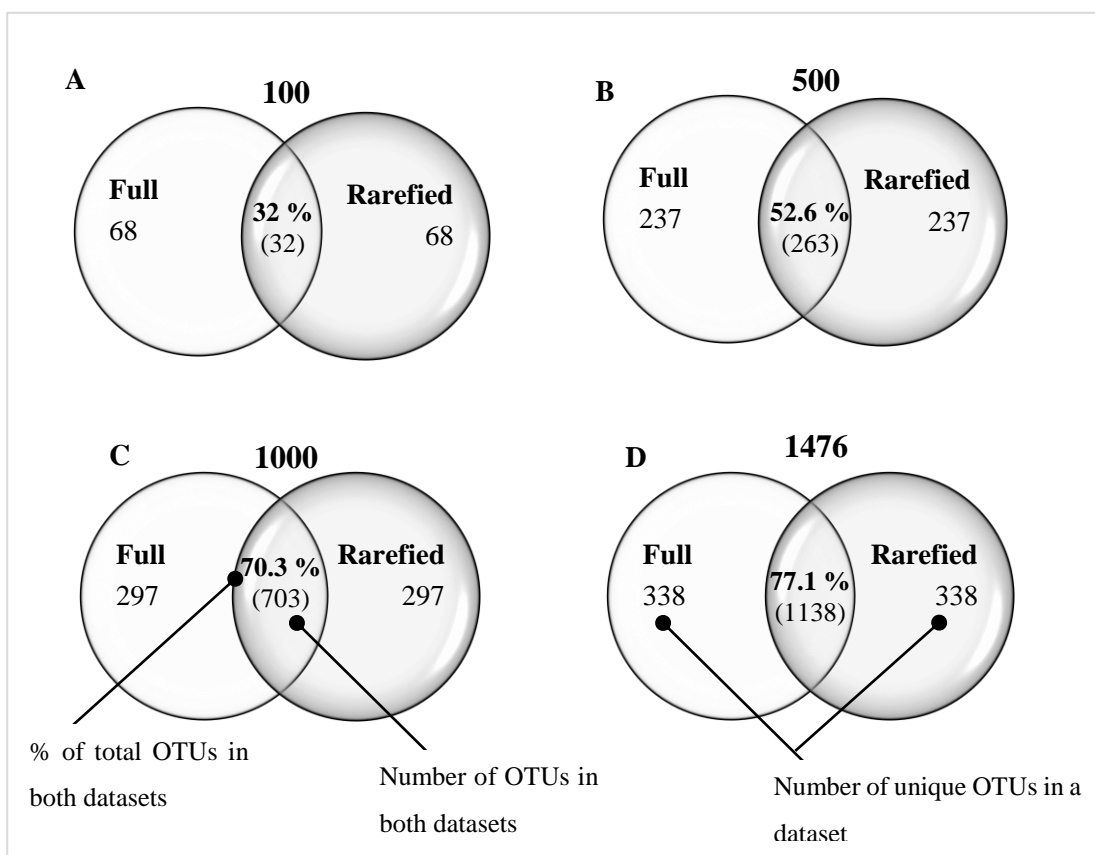 A
100
Full
68
32 %
(32)
Rarefied
68
B
500
Full
237
52.6 %
(263)
Rarefied
237
C
1000
Full
297
70.3 %
(703)
Rarefied
297
D
1476
Full
338
77.1 %
(1138)
Rarefied
338
% of total OTUs in
both datasets
Number of OTUs in
both datasets
Number of unique OTUs in a
dataset